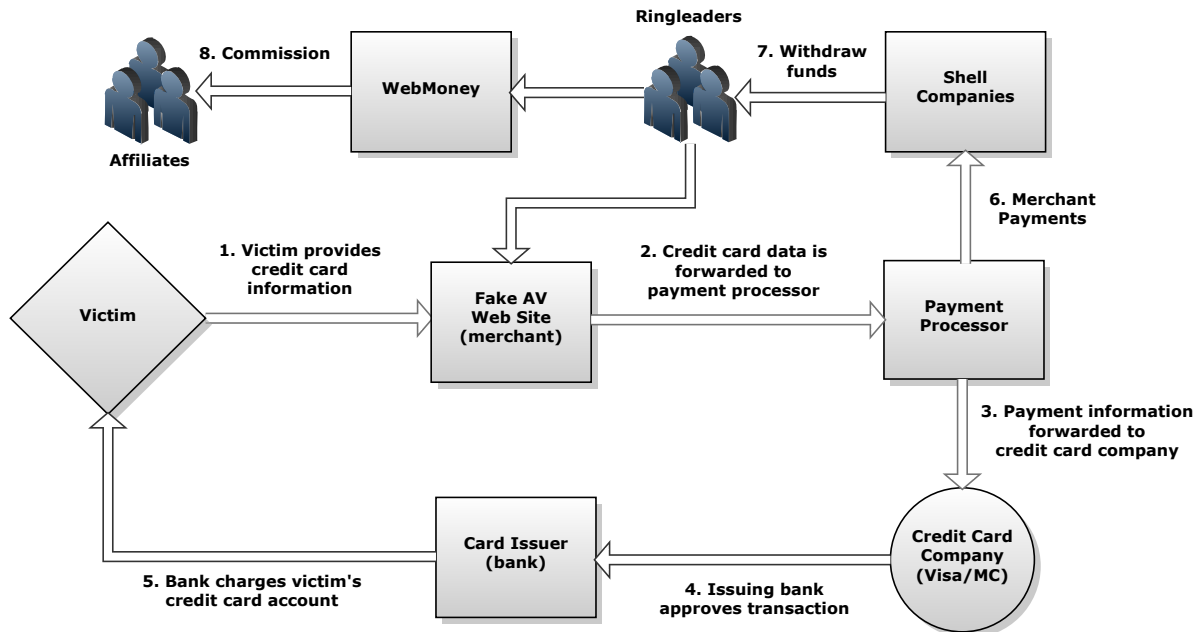 Ringleaders
8. Commission
7. Withdraw
funds
WebMoney
Shell
Companies
Affiliates
6. Merchant
Payments
1. Victim provides
credit card
information
2. Credit card data is
forwarded to
payment processor
Victim
Fake AV
Web Site
(merchant)
Payment
Processor
3. Payment information
forwarded to
credit card company
Card Issuer
(bank)
Credit Card
Company
(Visa/MC)
5. Bank charges victim's
credit card account
4. Issuing bank
approves transaction